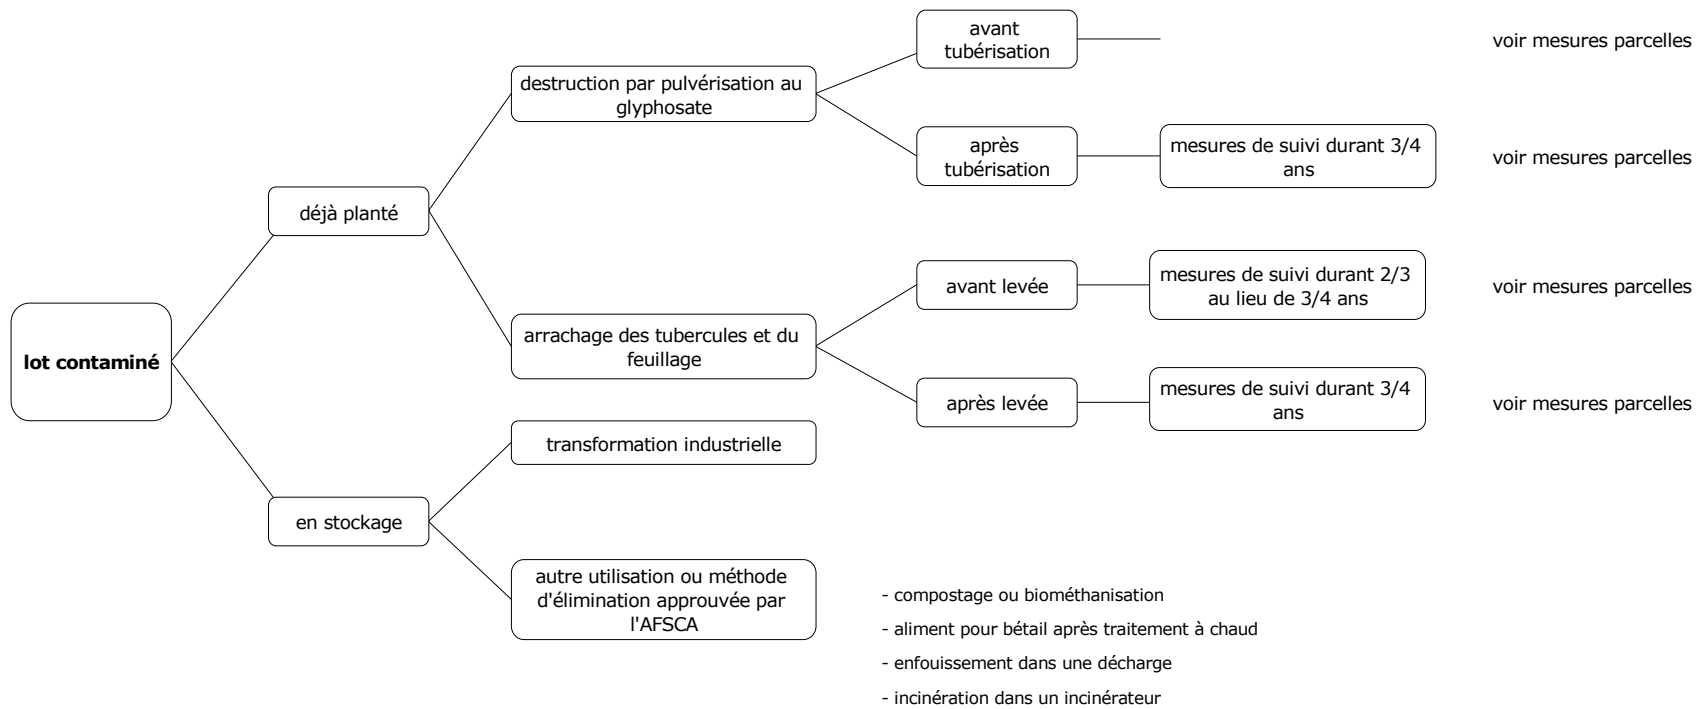 avant
tubérisation
voir mesures parcelles
destruction par pulvérisation au
glyphosate
après
tubérisation
mesures de suivi durant 3/4
ans
voir mesures parcelles
déjà planté
avant levée
mesures de suivi durant 2/3
au lieu de 3/4 ans
voir mesures parcelles
arrachage des tubercules et du
feuillage
lot contaminé
après levée
mesures de suivi durant 3/4
ans
voir mesures parcelles
transformation industrielle
en stockage
autre utilisation ou méthode
d'élimination approuvée par
l'AFSCA
- compostage ou biométhanisation
- aliment pour bétail après traitement à chaud
- enfouissement dans une décharge
- incinération dans un incinérateur